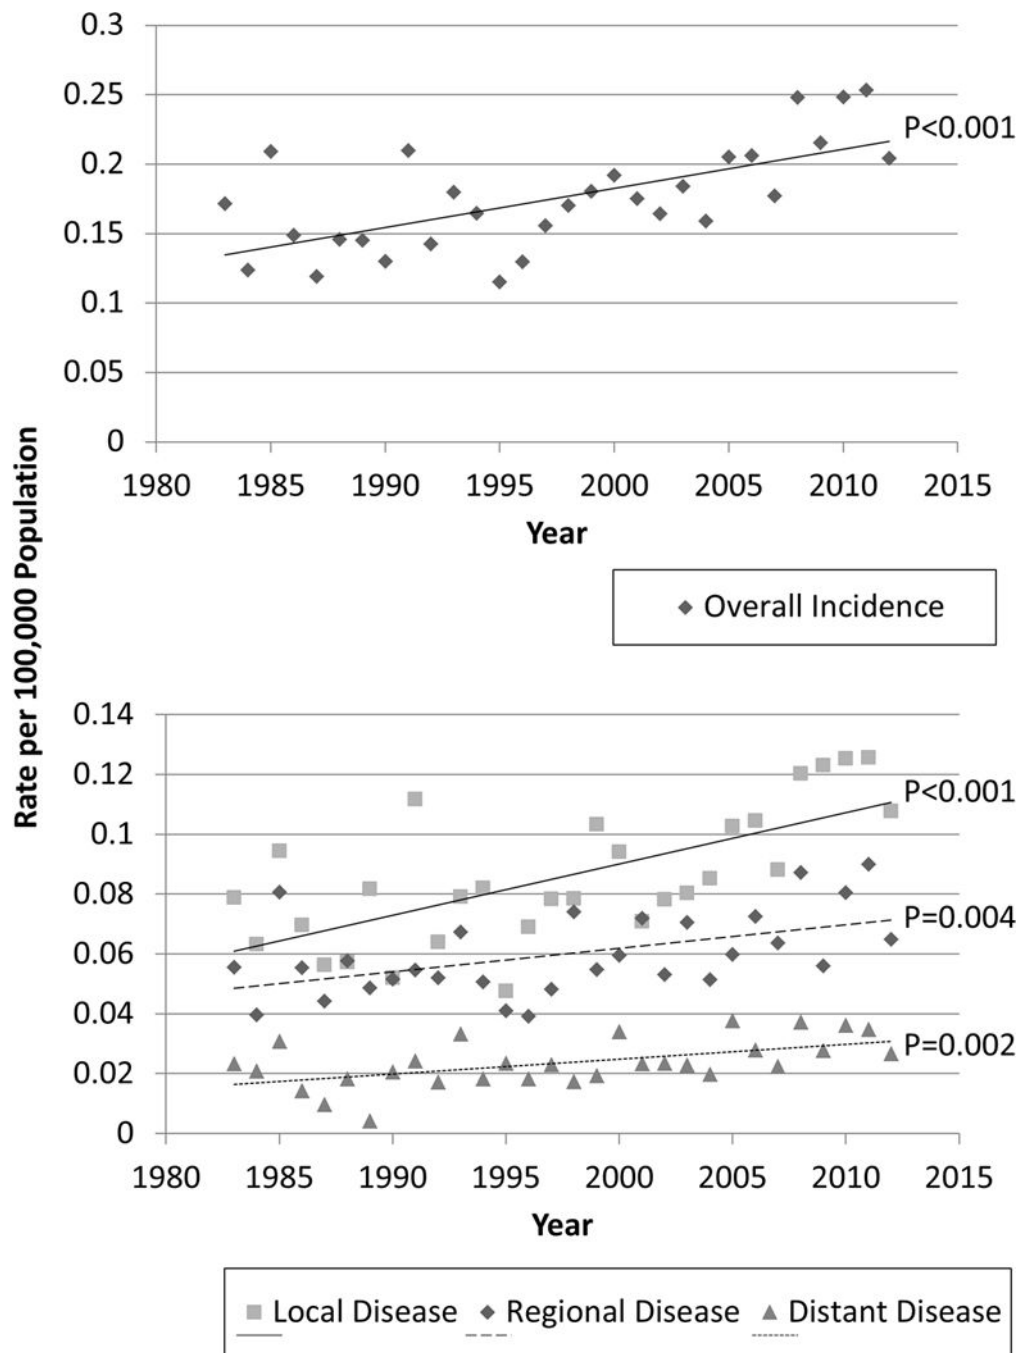 0.3
0.25
0.2
0.15
0.1
0.05
0
P<0.001
1980 1985 1990 1995 2000 2005 2010 2015
Year
Overall Incidence
Rate per 100,000 Population
0.14
0.12
0.1
0.08
0.06
0.04
0.02
0
P<0.001
P=0.004
P=0.002
1980 1985 1990 1995 2000 2005 2010 2015
Year
Local Disease Regional Disease Distant Disease